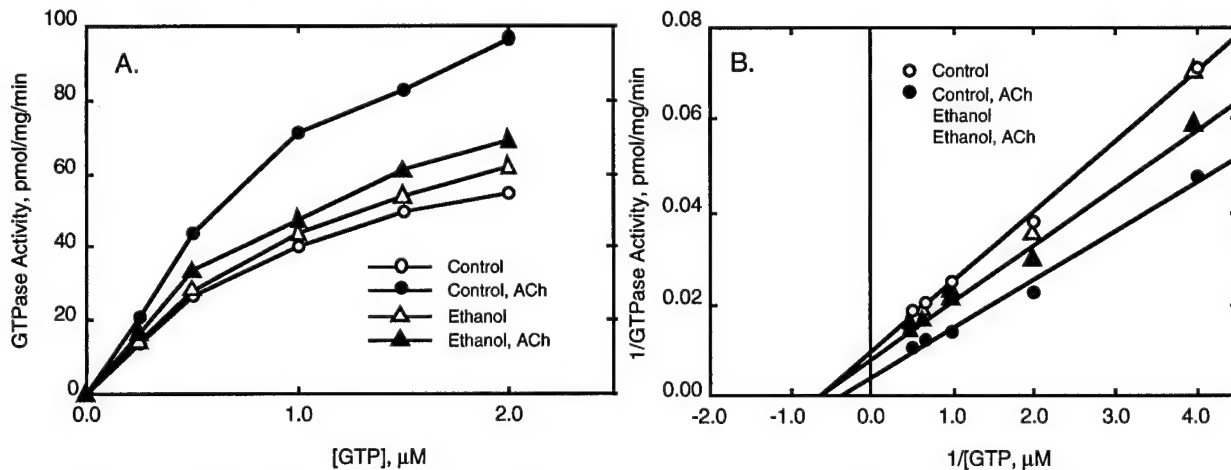 A.
GTPase Activity, pmol/mg/min
100
80
60
40
20
0
0.0
1.0
2.0
[GTP], µM
Control
Control, ACh
Ethanol
Ethanol, ACh
B.
1/GTPase Activity, pmol/mg/min
0.08
0.06
0.04
0.02
0.00
-2.0
-1.0
0.0
1.0
2.0
3.0
4.0
1/[GTP, µM
Control
Control, ACh
Ethanol
Ethanol, ACh